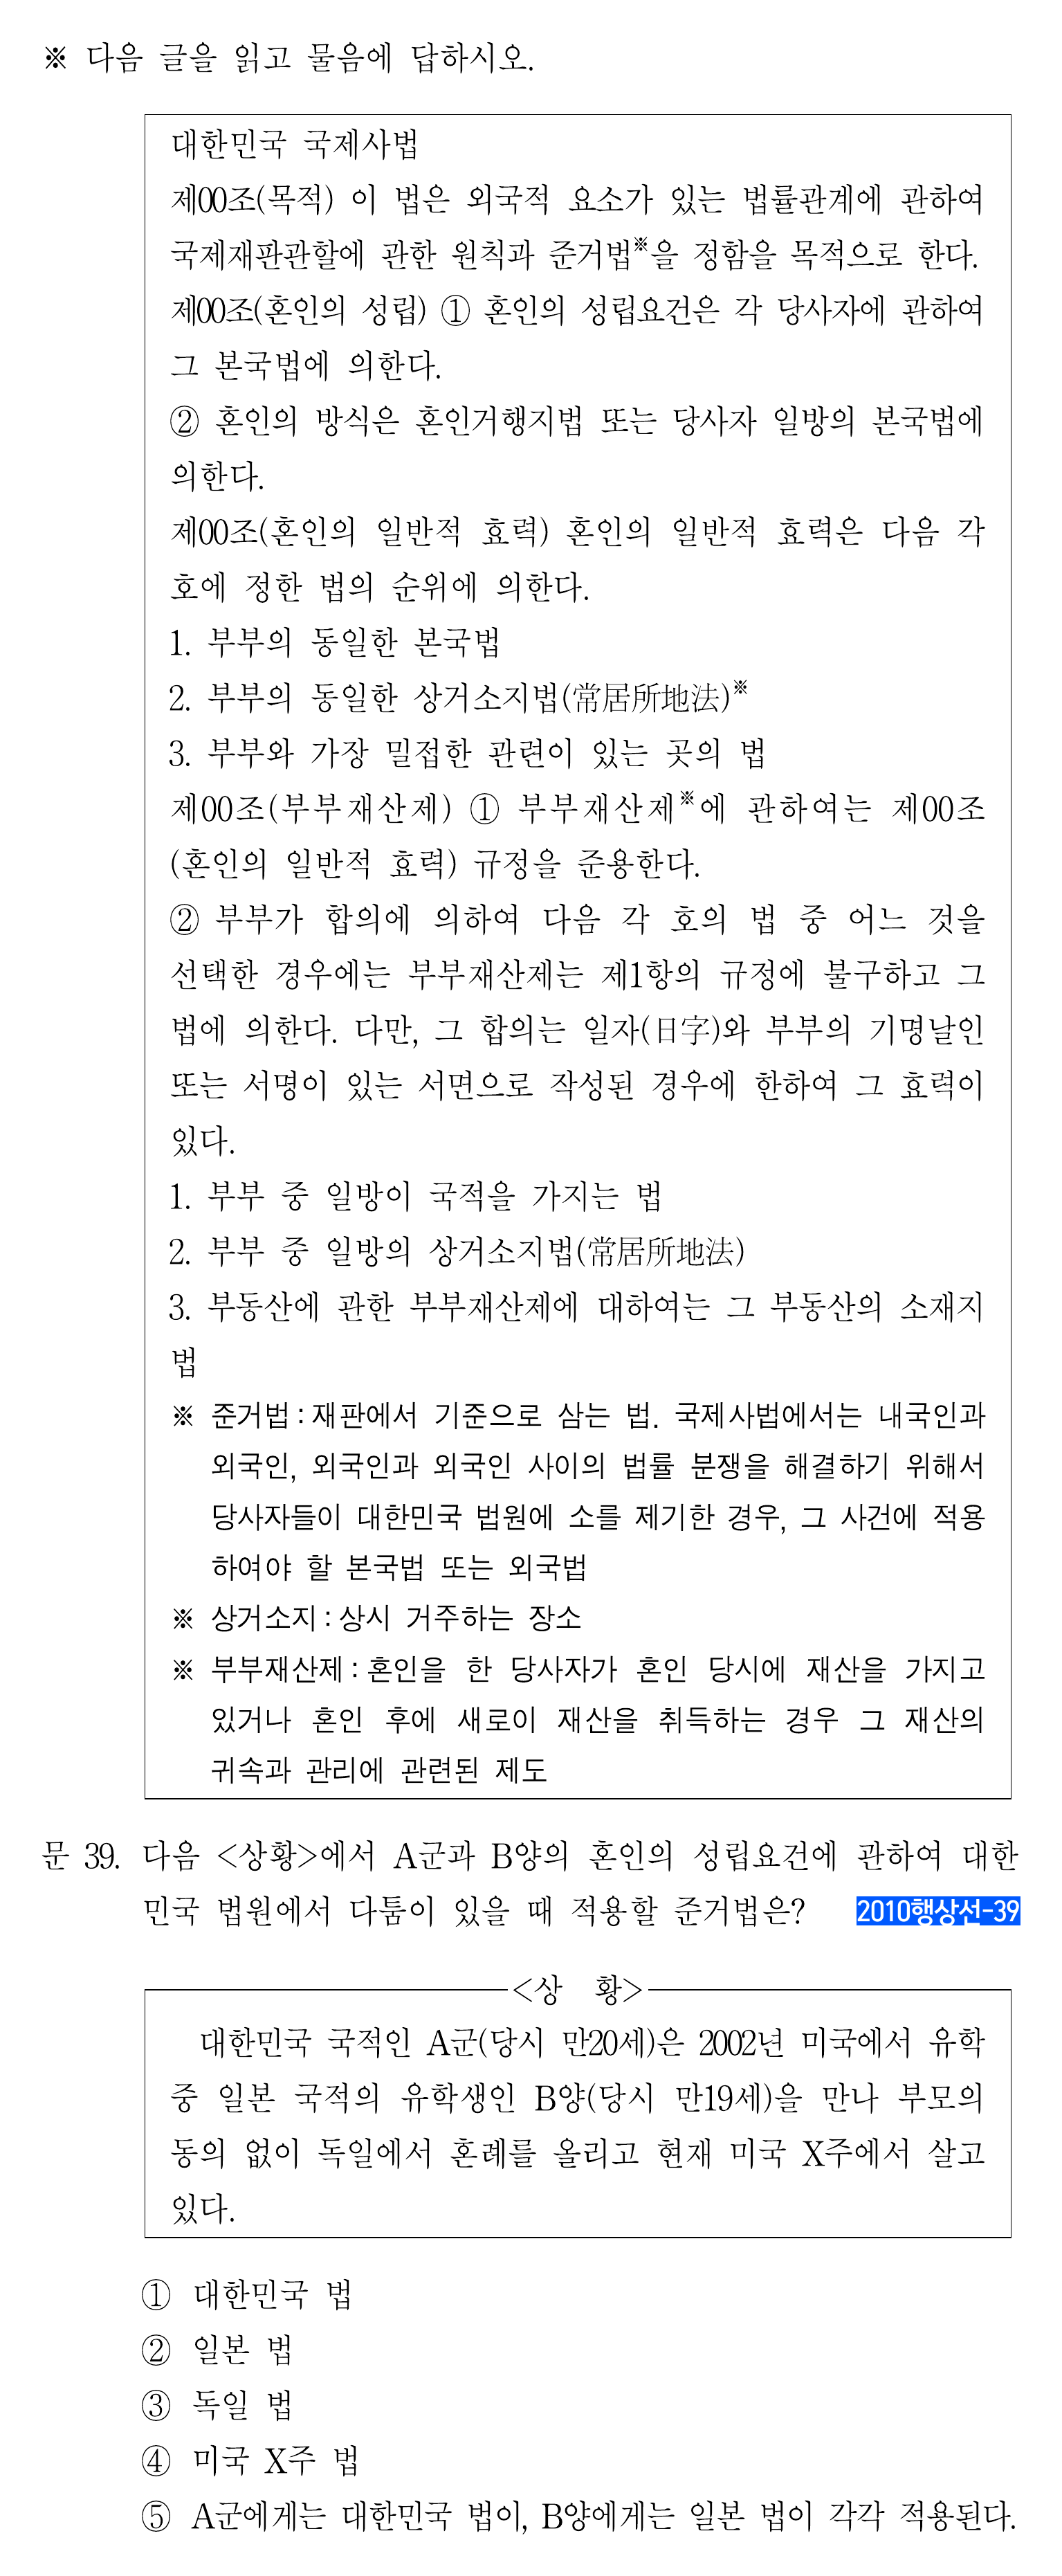 ※ 다음 글을 읽고 물음에 답하시오.
대한민국 국제사법
제00조(목적) 이 법은 외국적 요소가 있는 법률관계에 관하여
국제재판관할에 관한 원칙과 준거법※을 정함을 목적으로 한다.
제00조(혼인의 성립) ① 혼인의 성립요건은 각 당사자에 관하여
그 본국법에 의한다.
② 혼인의 방식은 혼인거행지법 또는 당사자 일방의 본국법에
의한다.
제00조(혼인의 일반적 효력) 혼인의 일반적 효력은 다음 각
호에 정한 법의 순위에 의한다.
1. 부부의 동일한 본국법
2. 부부의 동일한 상거소지법(常居所地法)※
3. 부부와 가장 밀접한 관련이 있는 곳의 법
제00조(부부재산제) ① 부부재산제※에 관하여는 제00조
(혼인의 일반적 효력) 규정을 준용한다.
② 부부가 합의에 의하여 다음 각 호의 법 중 어느 것을
선택한 경우에는 부부재산제는 제1항의 규정에 불구하고 그
법에 의한다. 다만, 그 합의는 일자(日字)와 부부의 기명날인
또는 서명이 있는 서면으로 작성된 경우에 한하여 그 효력이
있다.
1. 부부 중 일방이 국적을 가지는 법
2. 부부 중 일방의 상거소지법(常居所地法)
3. 부동산에 관한 부부재산제에 대하여는 그 부동산의 소재지
법
※ 준거법 : 재판에서 기준으로 삼는 법. 국제사법에서는 내국인과
외국인, 외국인과 외국인 사이의 법률 분쟁을 해결하기 위해서
당사자들이 대한민국 법원에 소를 제기한 경우, 그 사건에 적용
하여야 할 본국법 또는 외국법
※ 상거소지 : 상시 거주하는 장소
※ 부부재산제 : 혼인을 한 당사자가 혼인 당시에 재산을 가지고
있거나 혼인 후에 새로이 재산을 취득하는 경우 그 재산의
귀속과 관리에 관련된 제도
문 39. 다음 <상황>에서 A군과 B양의 혼인의 성립요건에 관하여 대한
민국 법원에서 다툼이 있을 때 적용할 준거법은? 2010행상선-39
<상 황>
대한민국 국적인 A군(당시 만20세)은 2002년 미국에서 유학
중 일본 국적의 유학생인 B양(당시 만19세)을 만나 부모의
동의 없이 독일에서 혼례를 올리고 현재 미국 X주에서 살고
있다.
① 대한민국 법
② 일본 법
③ 독일 법
④ 미국 X주 법
⑤ A군에게는 대한민국 법이, B양에게는 일본 법이 각각 적용된다.